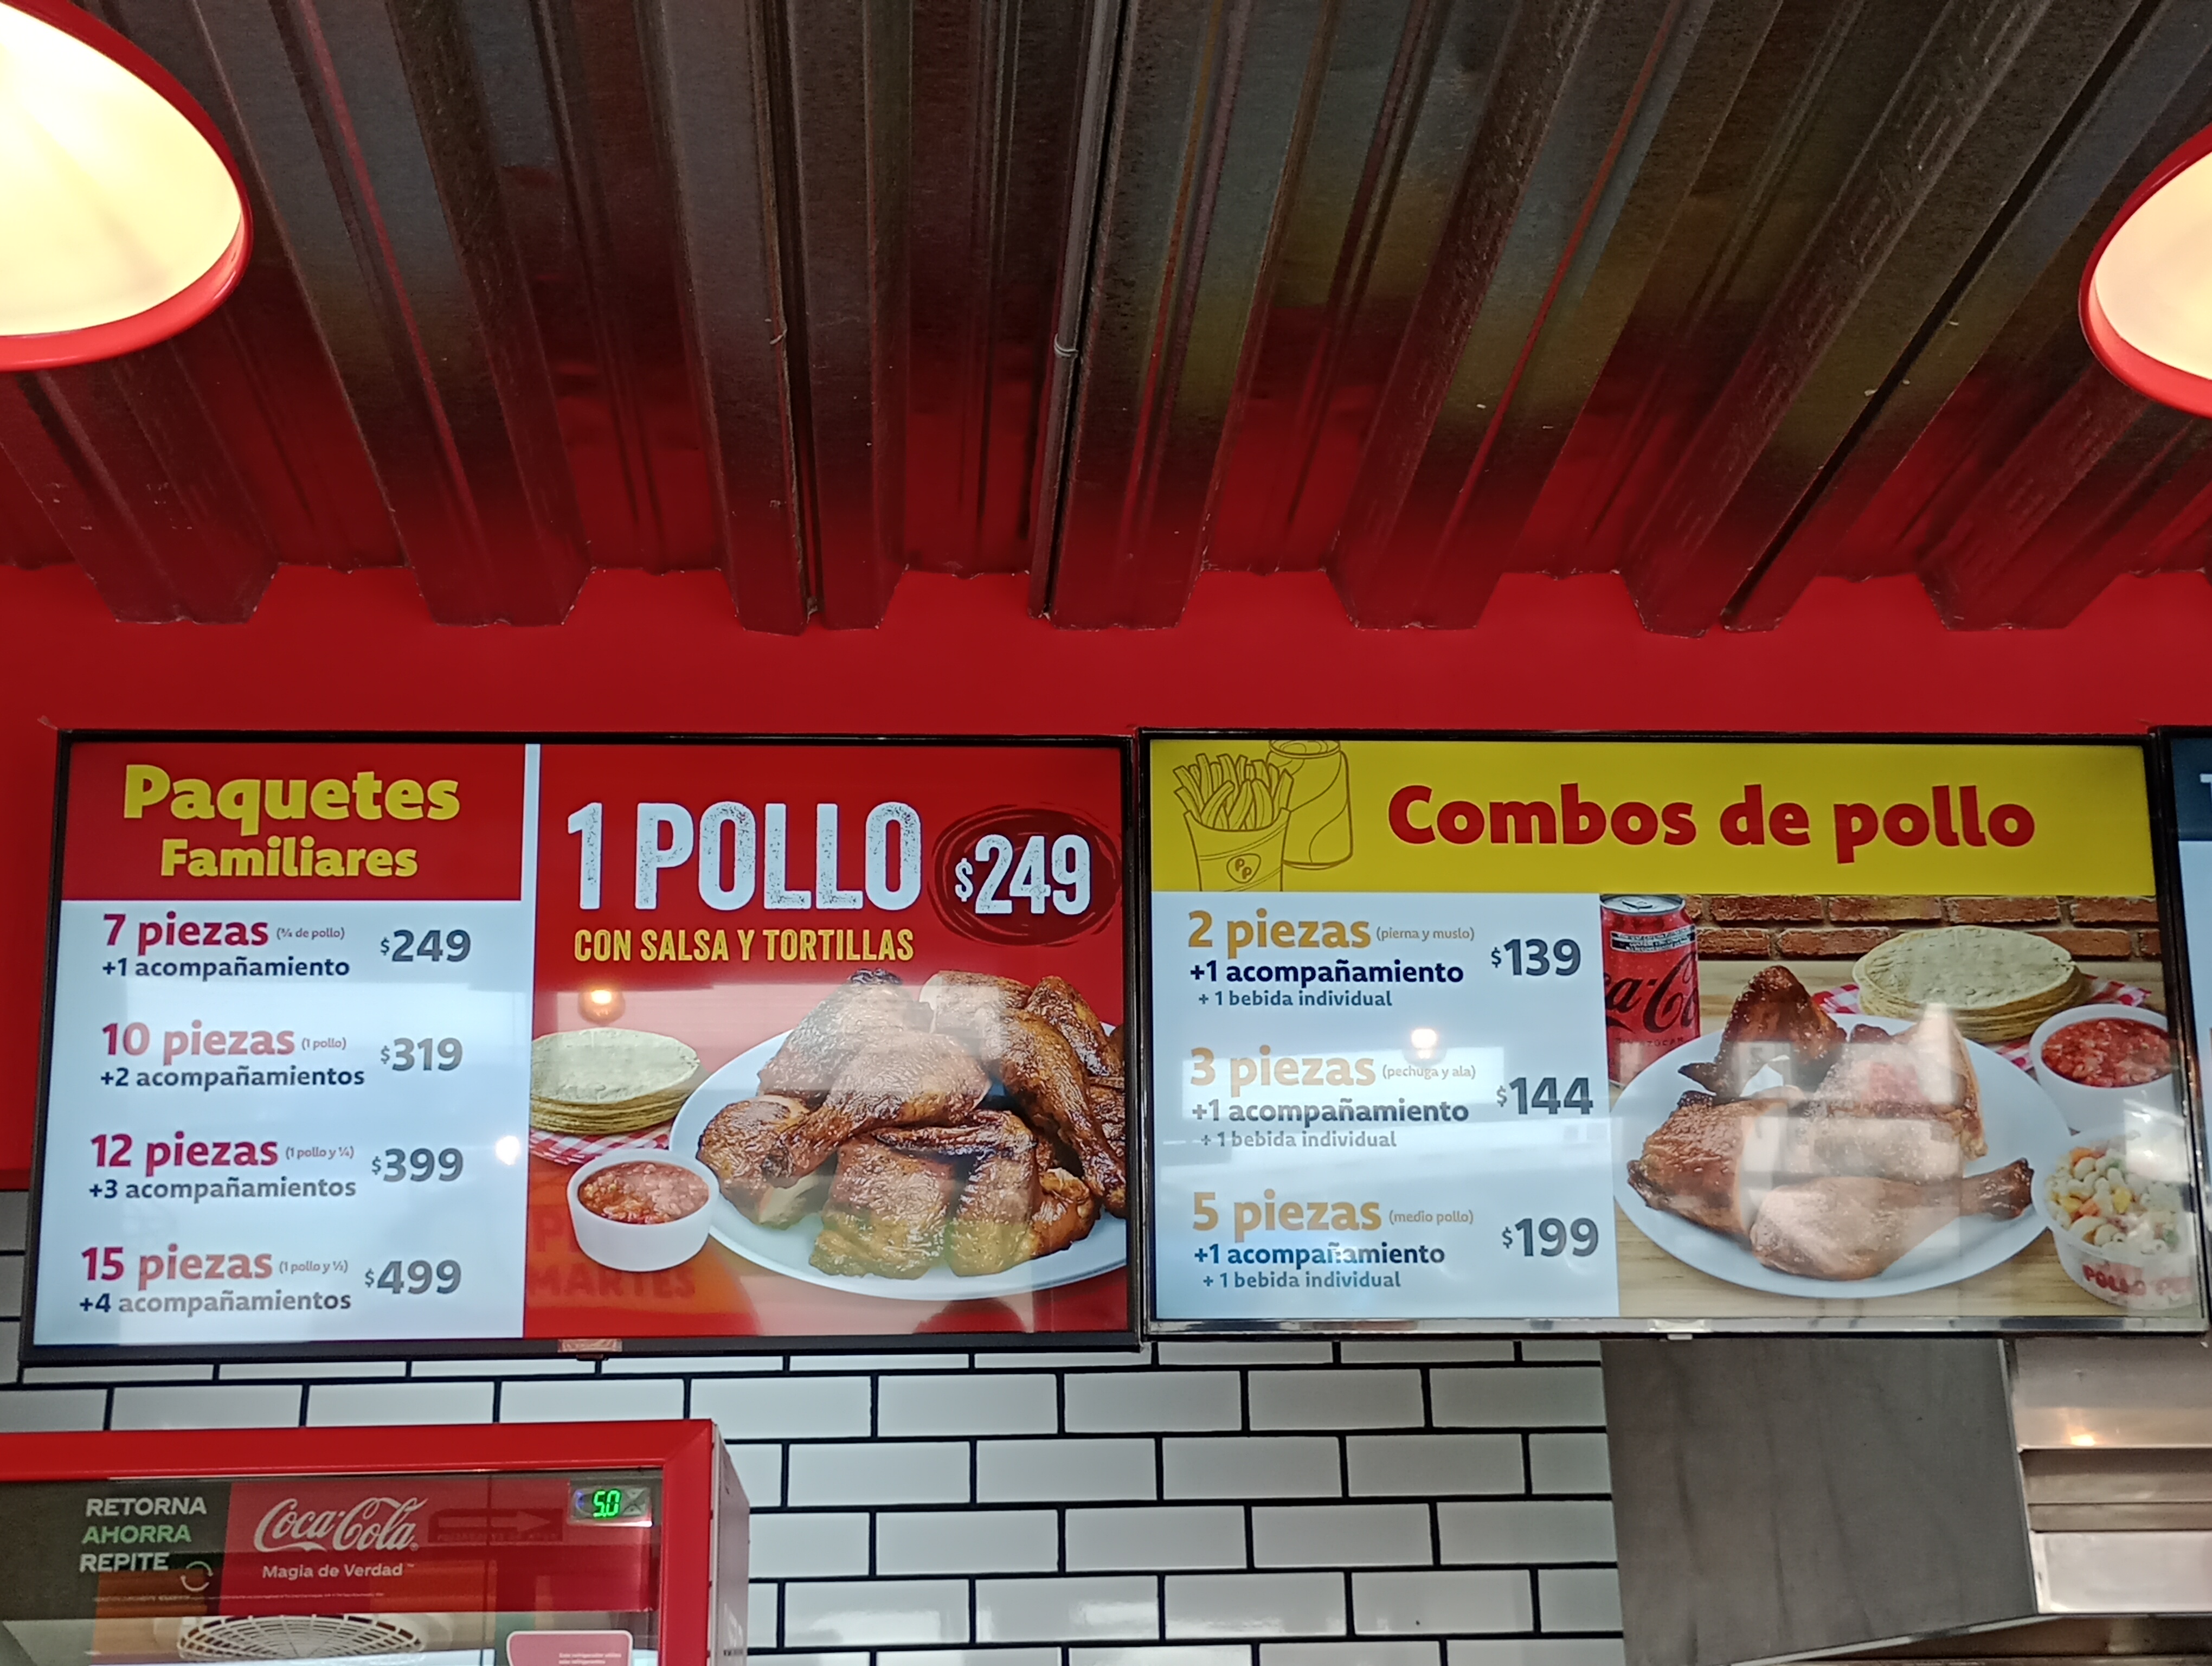 Paquetes
Familiares
7 piezas (¾ de pollo) $249
+1 acompañamiento
10 piezas (1 pollo) $319
+2 acompañamientos
12 piezas (1 pollo y ¼) $399
+3 acompañamientos
15 piezas (1 pollo y ½) $499
+4 acompañamientos
1 POLLO $249
CON SALSA Y TORTILLAS
MARTES
Combos de pollo
PP
2 piezas (pierna y muslo) $139
+1 acompañamiento
+ 1 bebida individual
3 piezas (pechuga y ala) $144
+1 acompañamiento
+ 1 bebida individual
5 piezas (medio pollo) $199
+1 acompañamiento
+ 1 bebida individual
POLLO
RETORNA
AHORRA
REPITE
Coca-Cola
Magia de Verdad
5.0